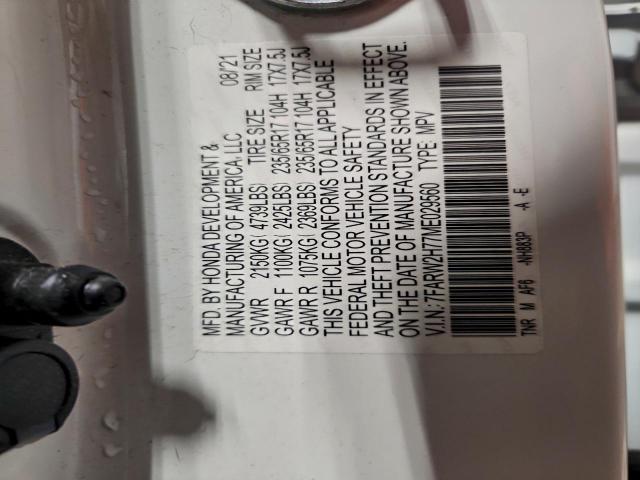 MFD. BY HONDA DEVELOPMENT & 08/21
MANUFACTURING OF AMERICA, LLC
GVWR 2150KG( 4739LBS) TIRE SIZE RIM SIZE
GAWR F 1100KG( 2425LBS) 235/65R17 104H 17X7.5J
GAWR R 1075KG( 2369LBS) 235/65R17 104H 17X7.5J
THIS VEHICLE CONFORMS TO ALL APPLICABLE
FEDERAL MOTOR VEHICLE SAFETY
AND THEFT PREVENTION STANDARDS IN EFFECT
ON THE DATE OF MANUFACTURE SHOWN ABOVE.
V.I.N: 7FARW2H77ME029560 TYPE: MPV
TNR M AF6 -NH883P -A -E